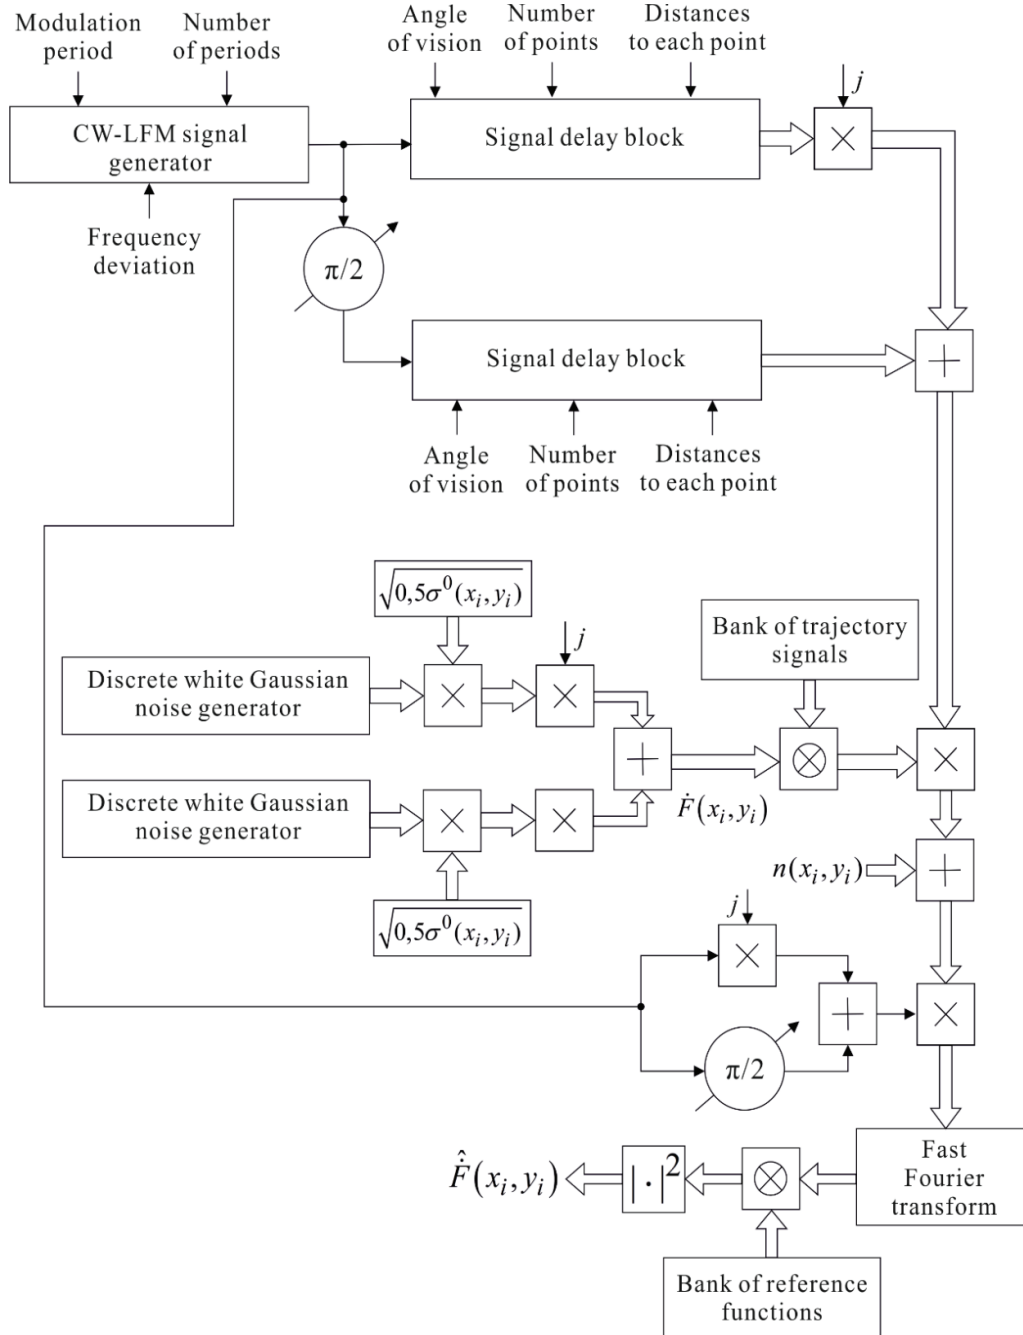 Modulation
period
Number
of periods
Angle
of vision
Number
of points
Distances
to each point
j
CW-LFM signal
generator
Signal delay block
×
Frequency
deviation
π/2
Signal delay block
+
Angle
of vision
Number
of points
Distances
to each point
√0,5σ⁰(xᵢ,yᵢ)
j
Bank of trajectory
signals
Discrete white Gaussian
noise generator
×
×
+
⊗
×
Discrete white Gaussian
noise generator
×
×
Ḟ(xᵢ,yᵢ)
√0,5σ⁰(xᵢ,yᵢ)
n(xᵢ,yᵢ)
+
j
×
+
×
π/2
Fast
Fourier
transform
F̂̇(xᵢ,yᵢ)
|·|²
⊗
Bank of reference
functions